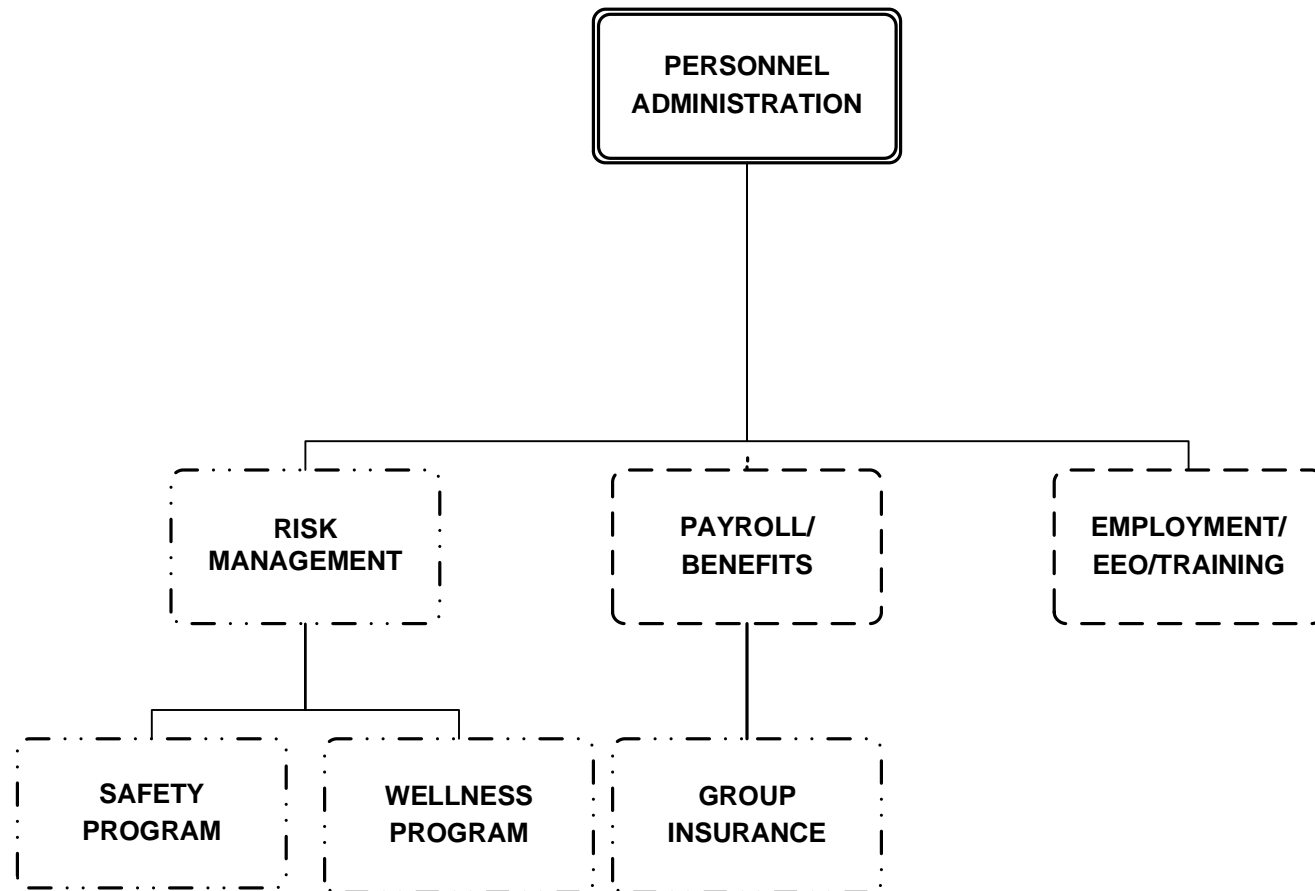 PERSONNEL
ADMINISTRATION
RISK
MANAGEMENT
PAYROLL/
BENEFITS
EMPLOYMENT/
EEO/TRAINING
SAFETY
PROGRAM
WELLNESS
PROGRAM
GROUP
INSURANCE